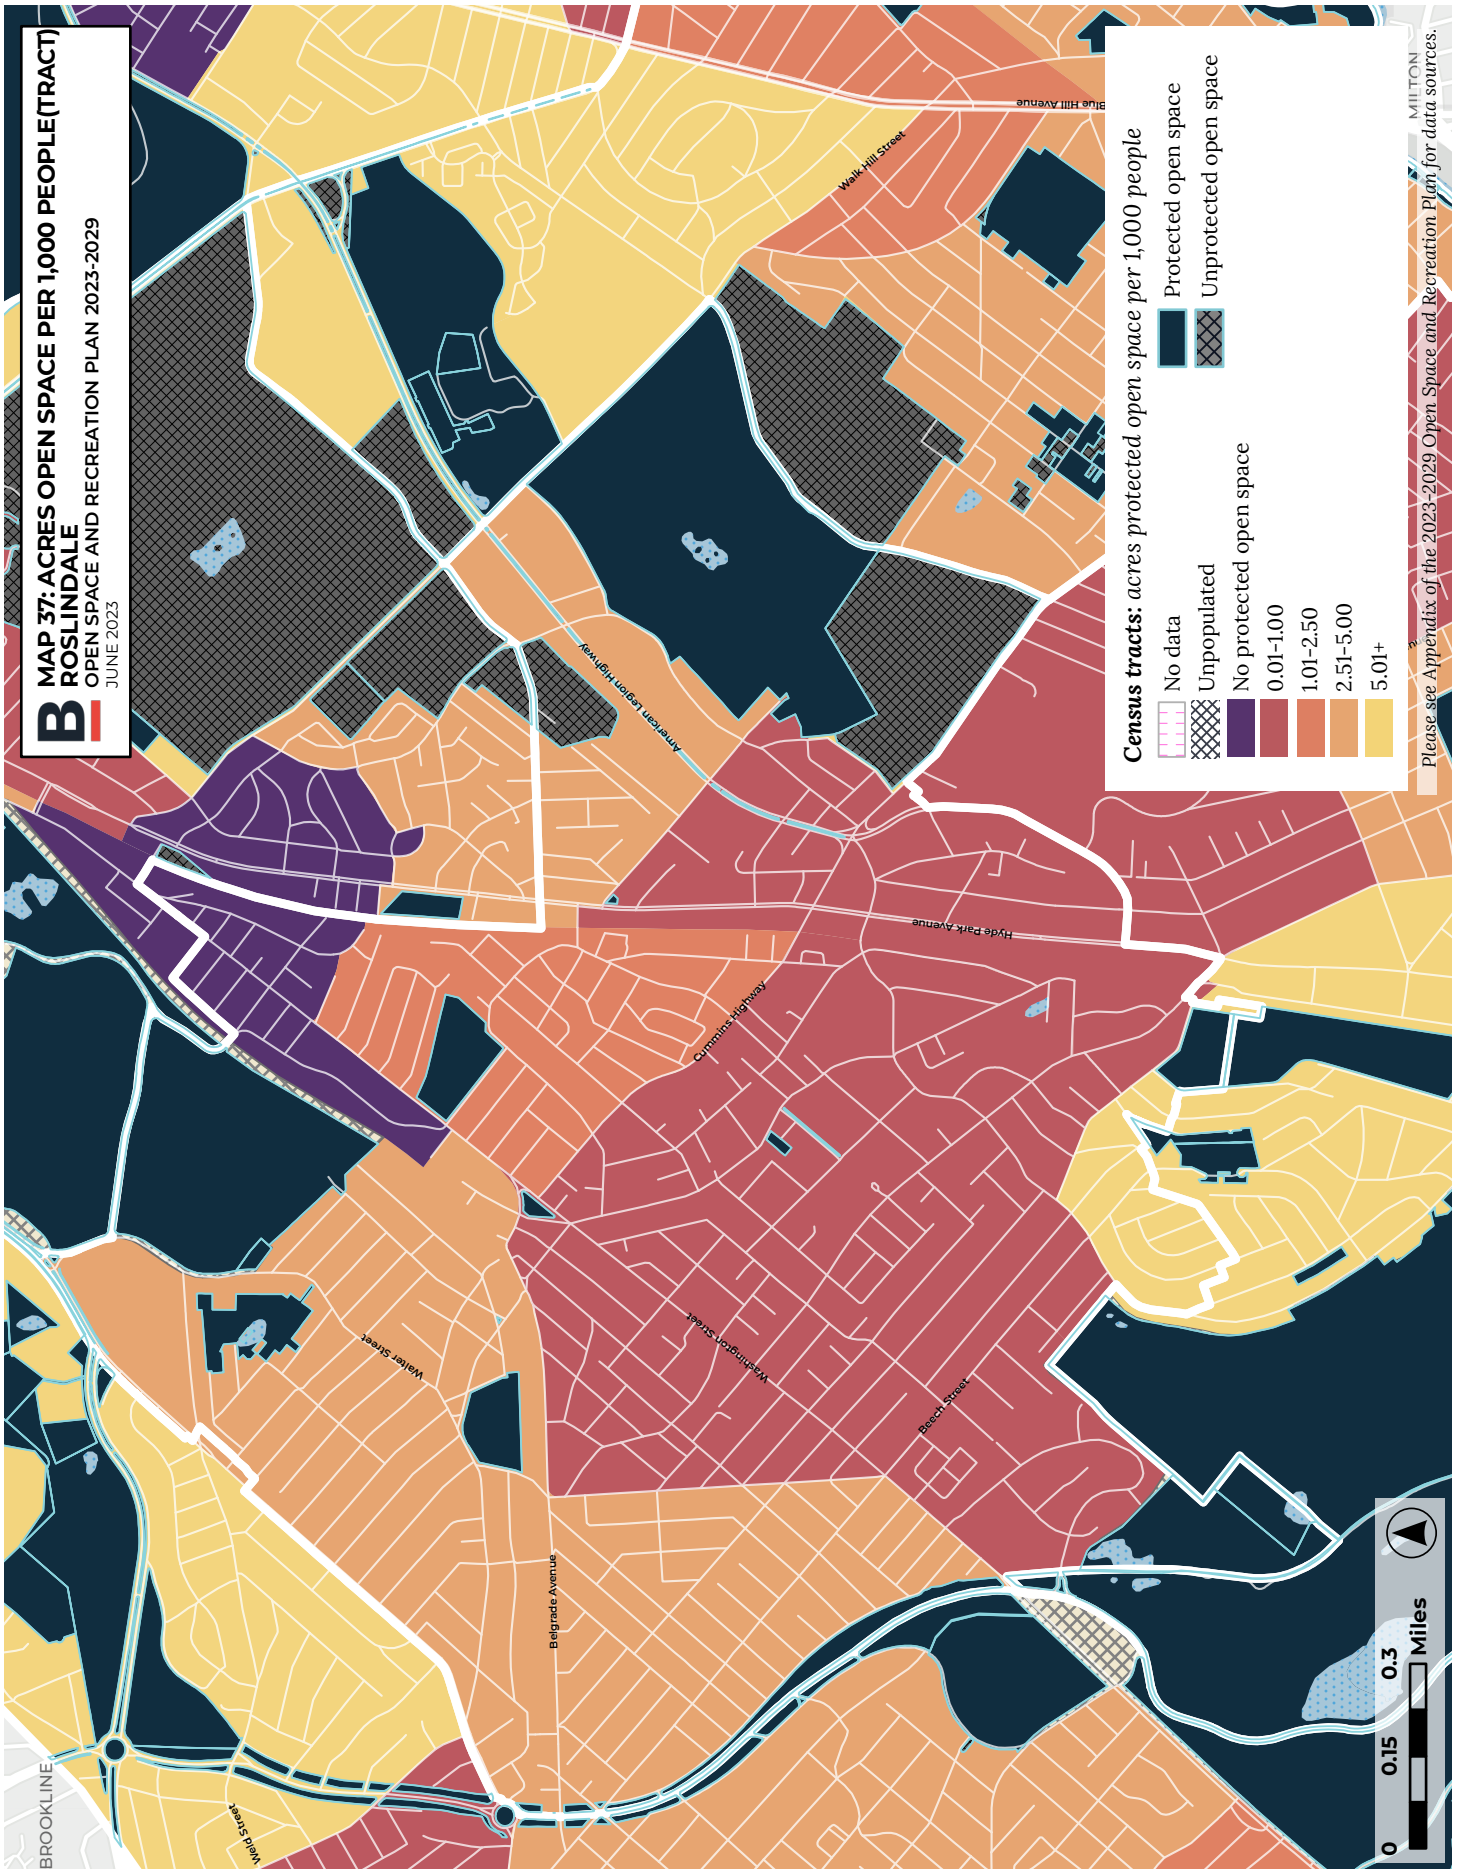 B
MAP 37: ACRES OPEN SPACE PER 1,000 PEOPLE(TRACT)
ROSLINDALE
OPEN SPACE AND RECREATION PLAN 2023-2029
JUNE 2023
BROOKLINE
Weld Street
Walter Street
Belgrade Avenue
Washington Street
Beech Street
Cummins Highway
Hyde Park Avenue
American Legion Highway
Walk Hill Street
Blue Hill Avenue
MILTON
Census tracts: acres protected open space per 1,000 people
No data
Unpopulated
No protected open space
0.01-1.00
1.01-2.50
2.51-5.00
5.01+
Protected open space
Unprotected open space
0 0.15 0.3 Miles
Please see Appendix of the 2023-2029 Open Space and Recreation Plan for data sources.